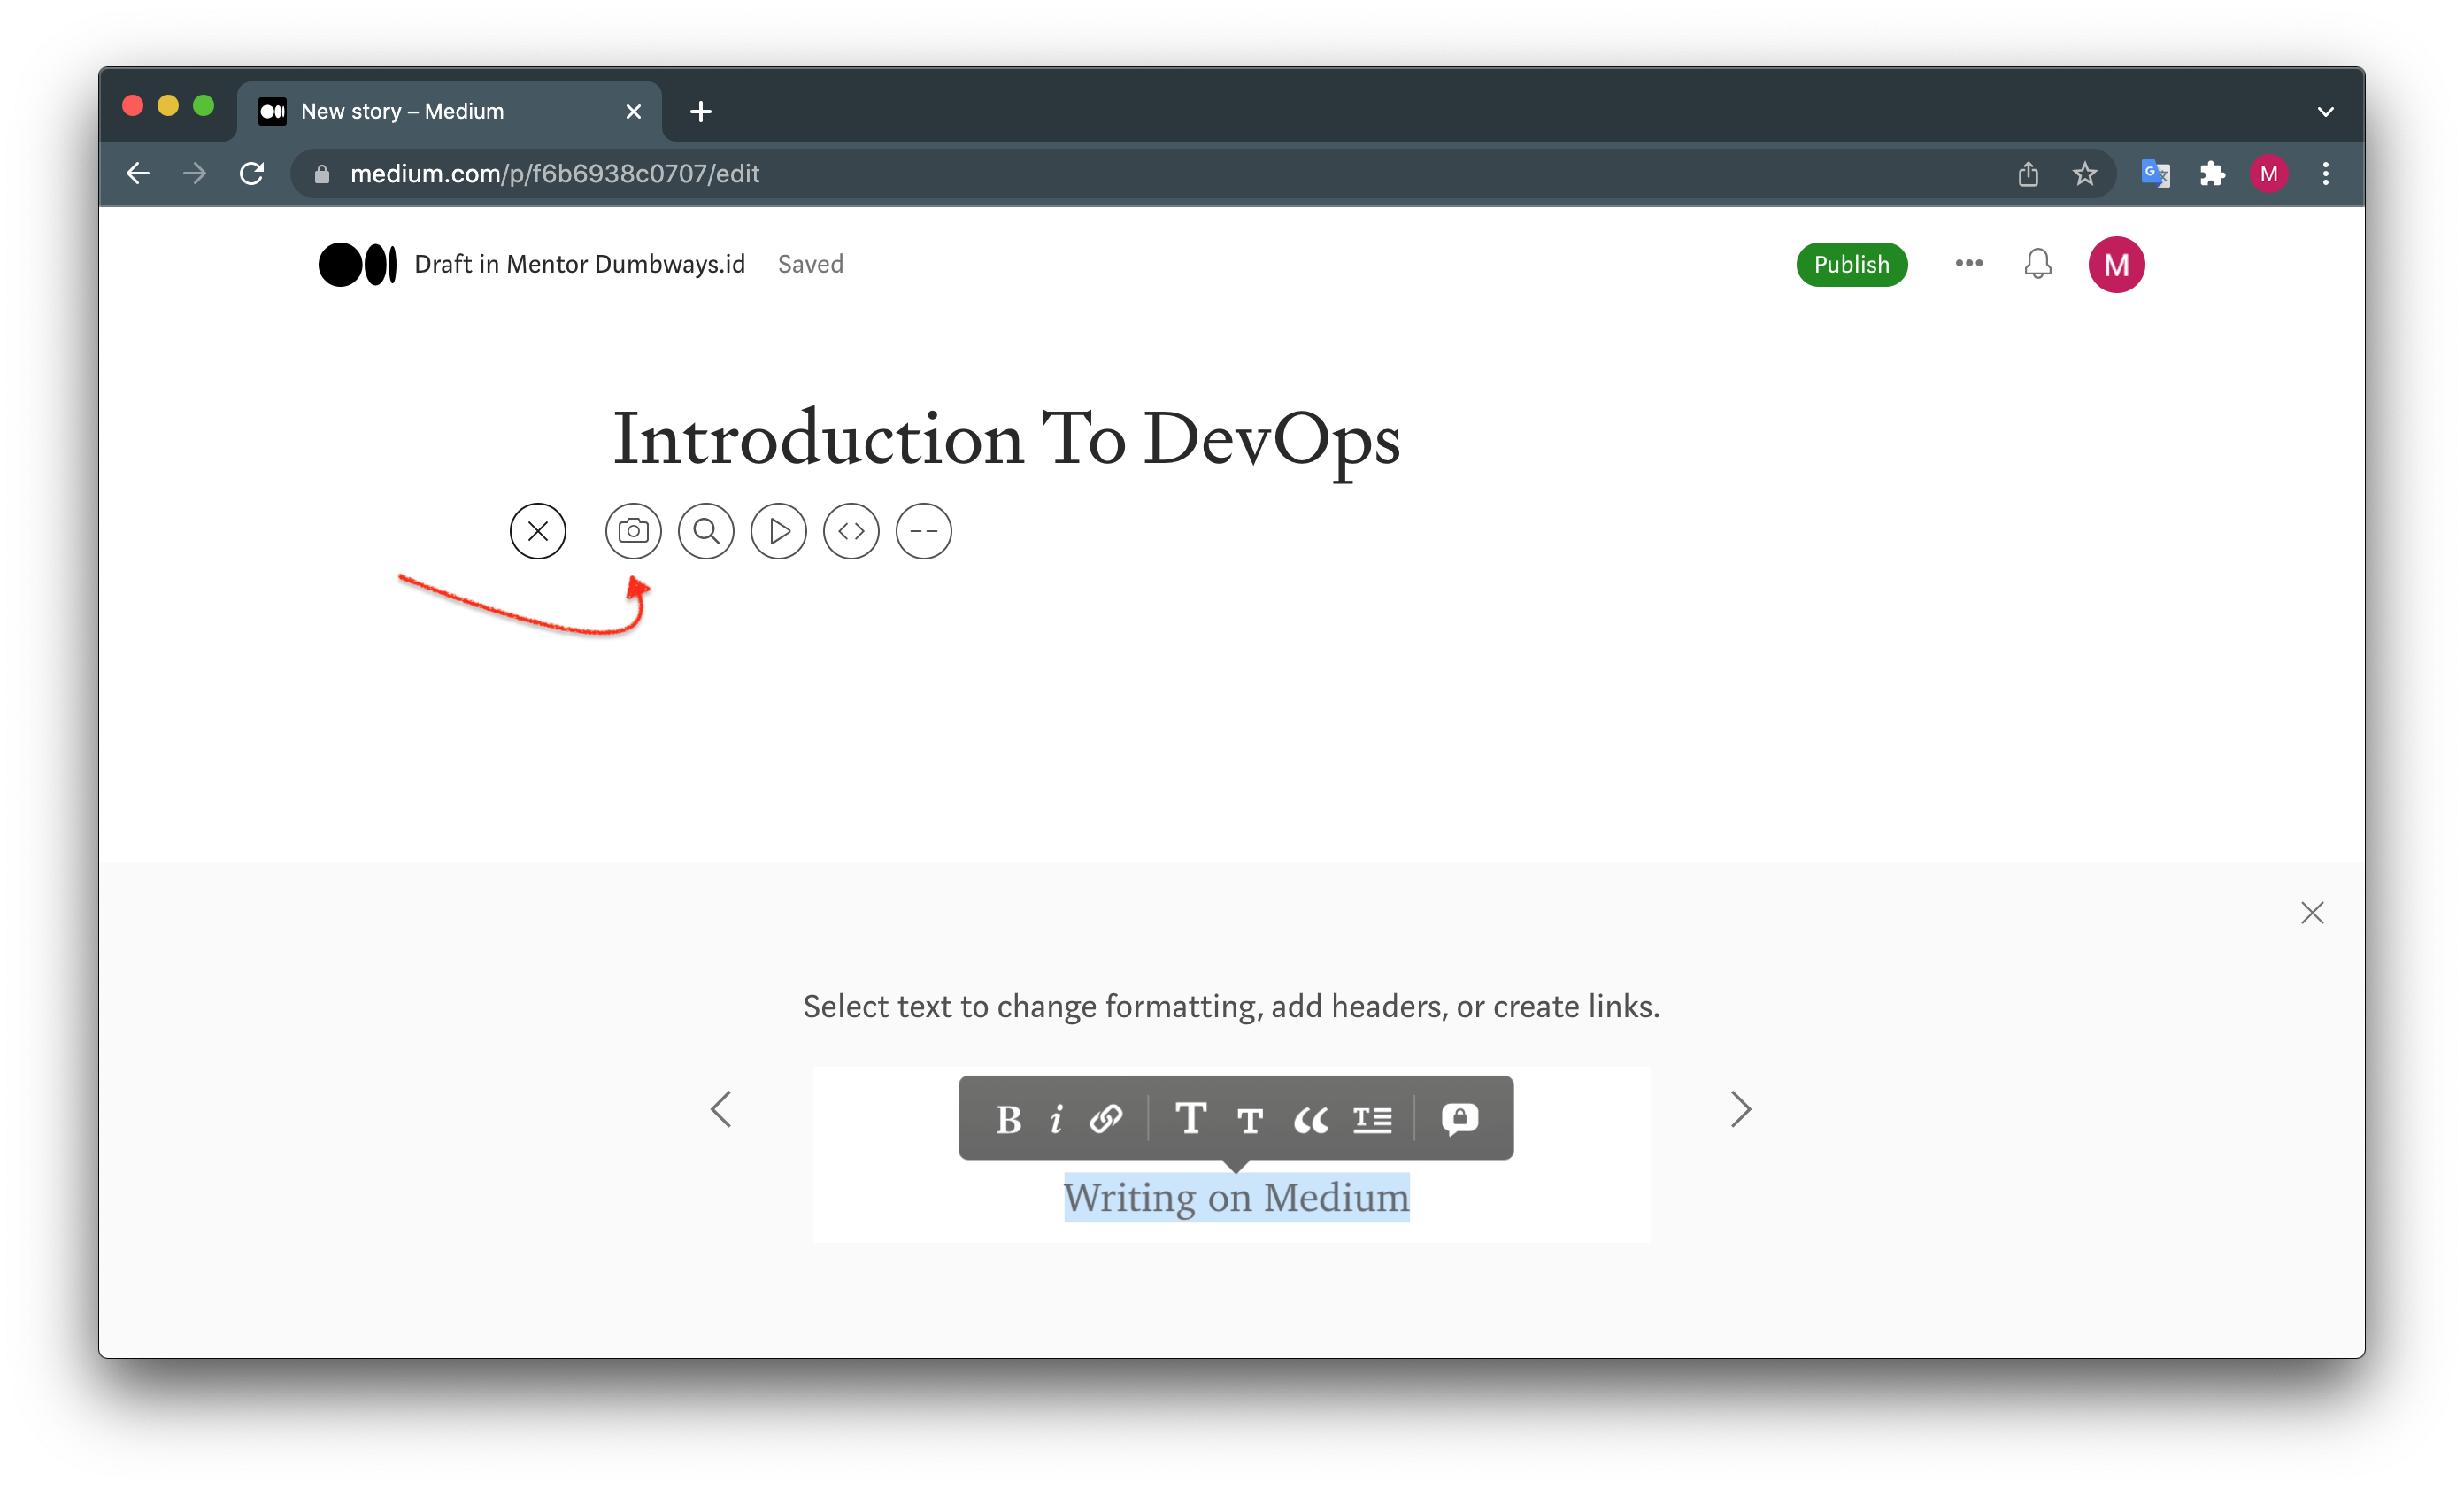 New story – Medium
medium.com/p/f6b6938c0707/edit
M
Draft in Mentor Dumbways.id Saved
Publish
M
Introduction To DevOps
Select text to change formatting, add headers, or create links.
B i T T “ T
Writing on Medium